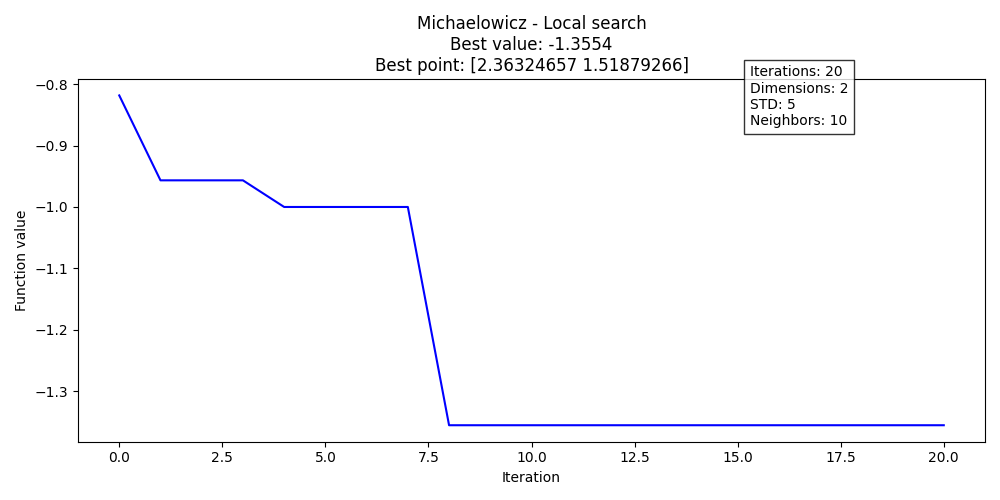 Michaelowicz - Local search
Best value: -1.3554
Best point: [2.36324657 1.51879266]
Iterations: 20
Dimensions: 2
STD: 5
Neighbors: 10
Function value
−0.8
−0.9
−1.0
−1.1
−1.2
−1.3
0.0 2.5 5.0 7.5 10.0 12.5 15.0 17.5 20.0
Iteration